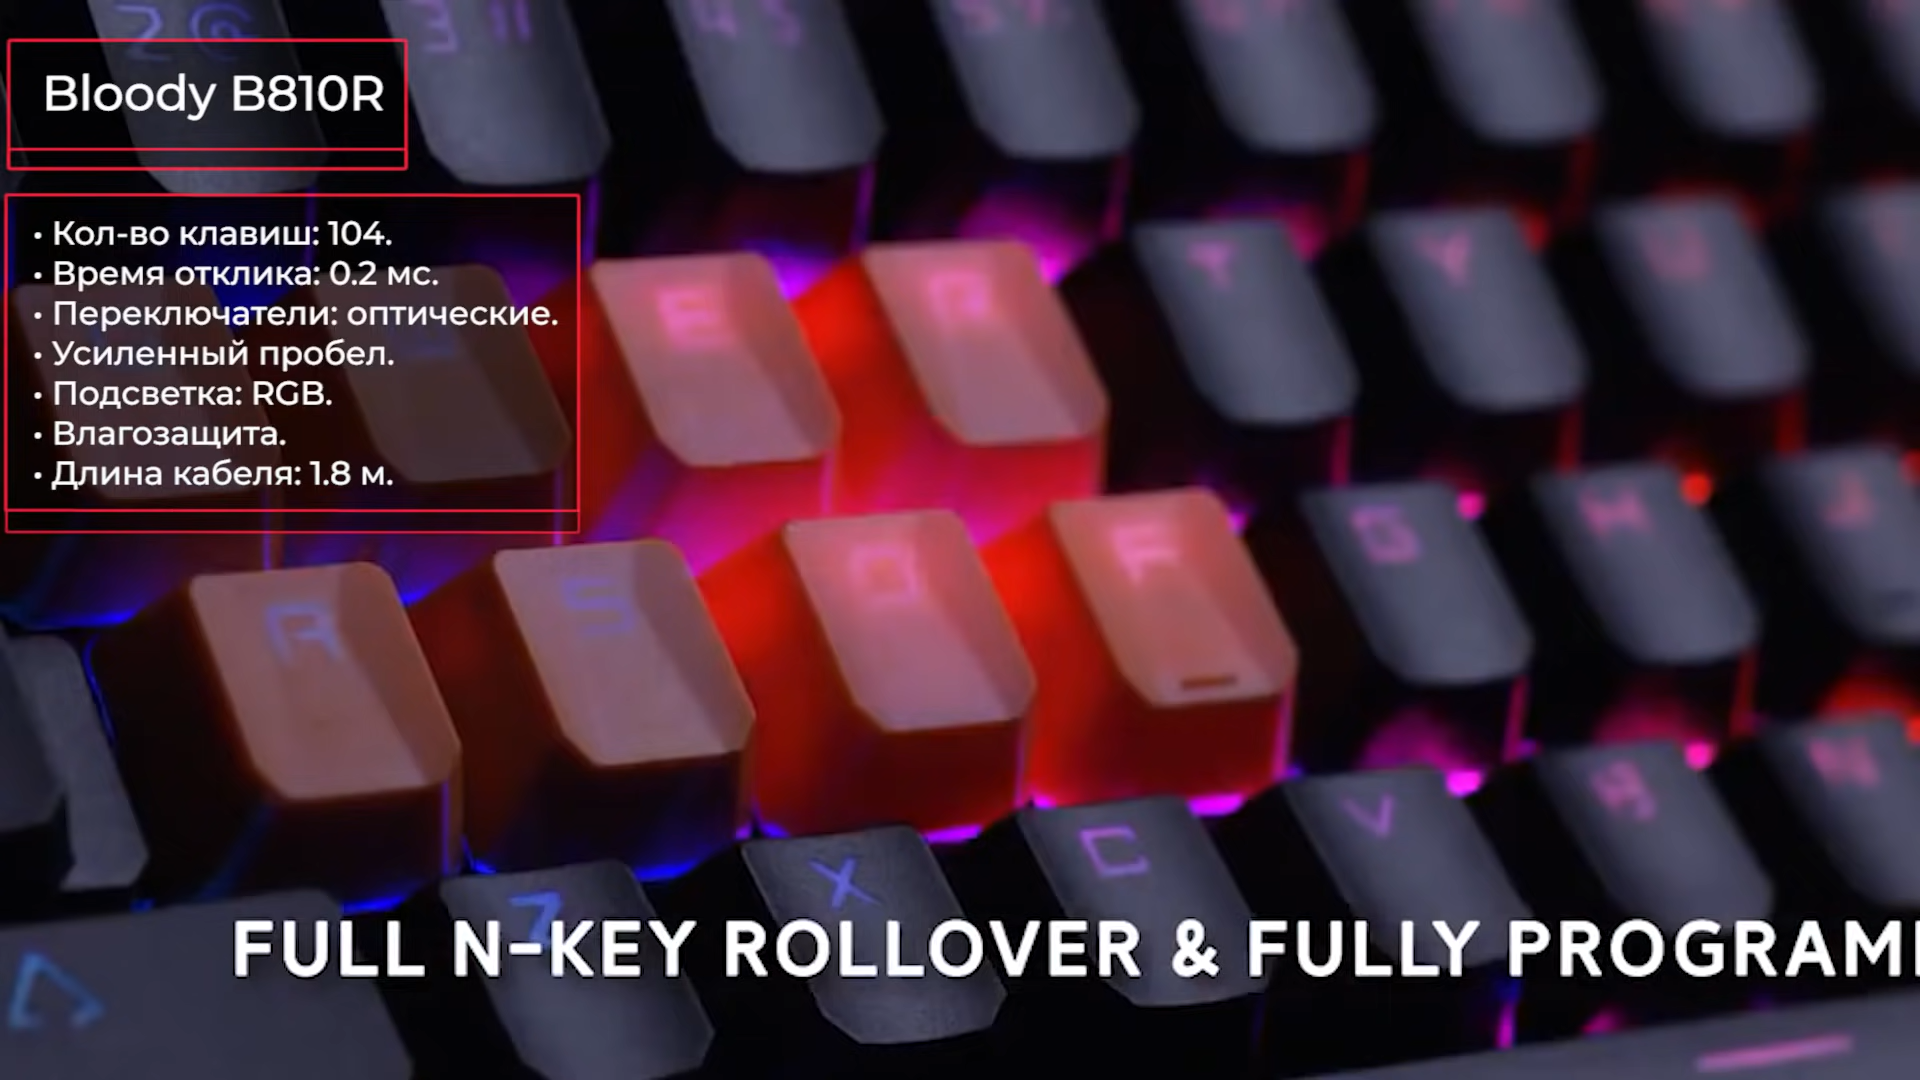 Bloody B810R
• Кол-во клавиш: 104.
• Время отклика: 0.2 мс.
• Переключатели: оптические.
• Усиленный пробел.
• Подсветка: RGB.
• Влагозащита.
• Длина кабеля: 1.8 м.
E R T Y U
A S D F G H J
Z X C V B N
FULL N-KEY ROLLOVER & FULLY PROGRAM